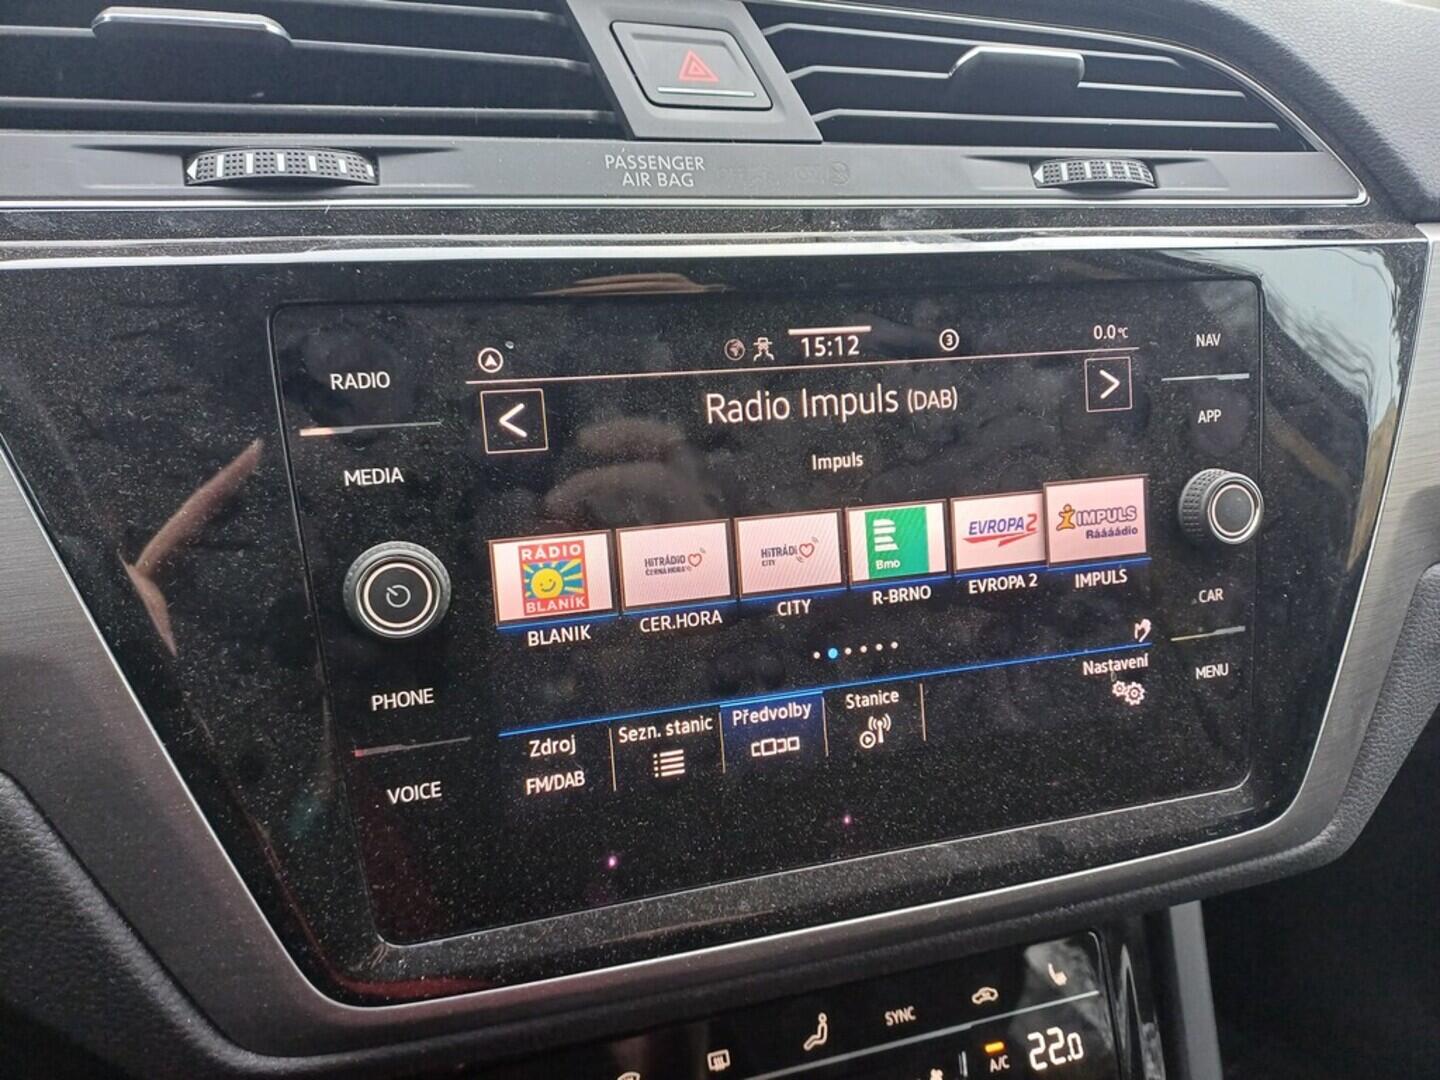 PASSENGER
AIR BAG
RADIO
MEDIA
PHONE
VOICE
15:12
3
0.0°C
NAV
APP
CAR
MENU
<
Radio Impuls (DAB)
>
Impuls
RÁDIO
BLANÍK
HITRÁDIO
ČERNÁ HORA
HITRÁDIO
CITY
Brno
EVROPA 2
IMPULS
Ráááádio
BLANIK
CER.HORA
CITY
R-BRNO
EVROPA 2
IMPULS
Zdroj
FM/DAB
Sezn. stanic
Předvolby
Stanice
Nastavení
SYNC
A/C
22.0